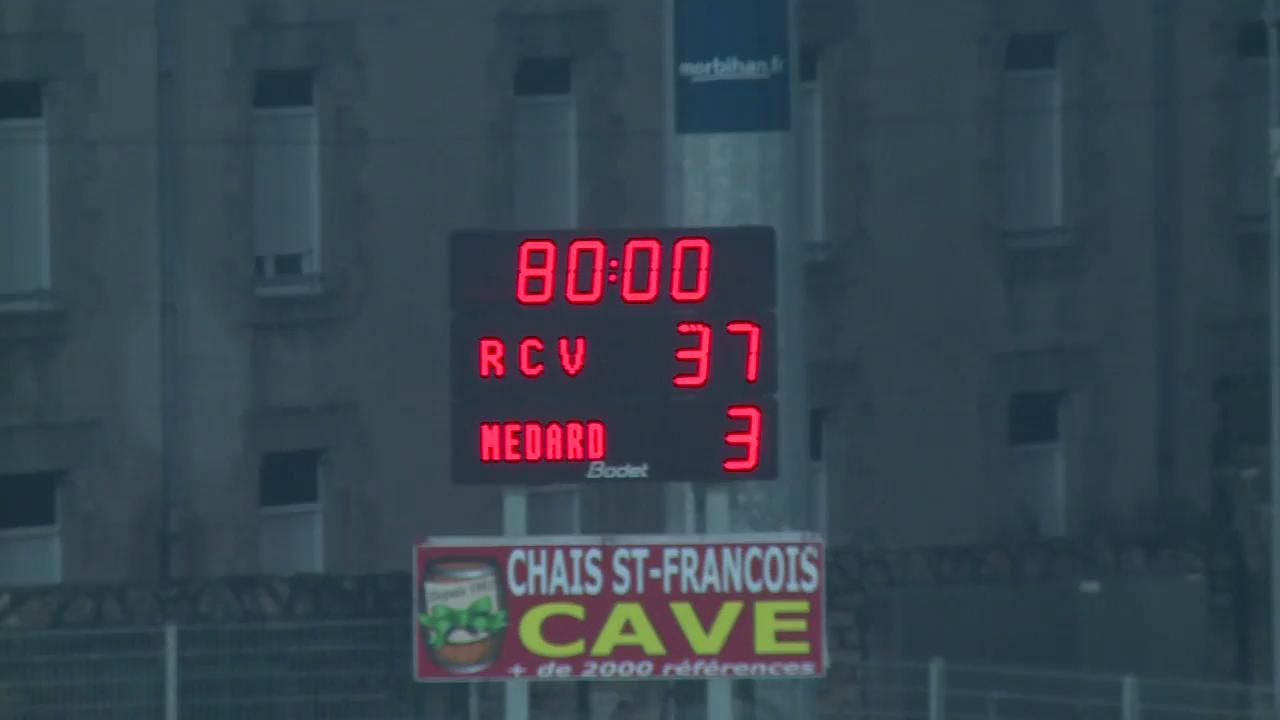 morbihan.fr
80:00
RCV 37
MEDARD 3
Bodet
CHAIS ST-FRANCOIS
CAVE
+ de 2000 références